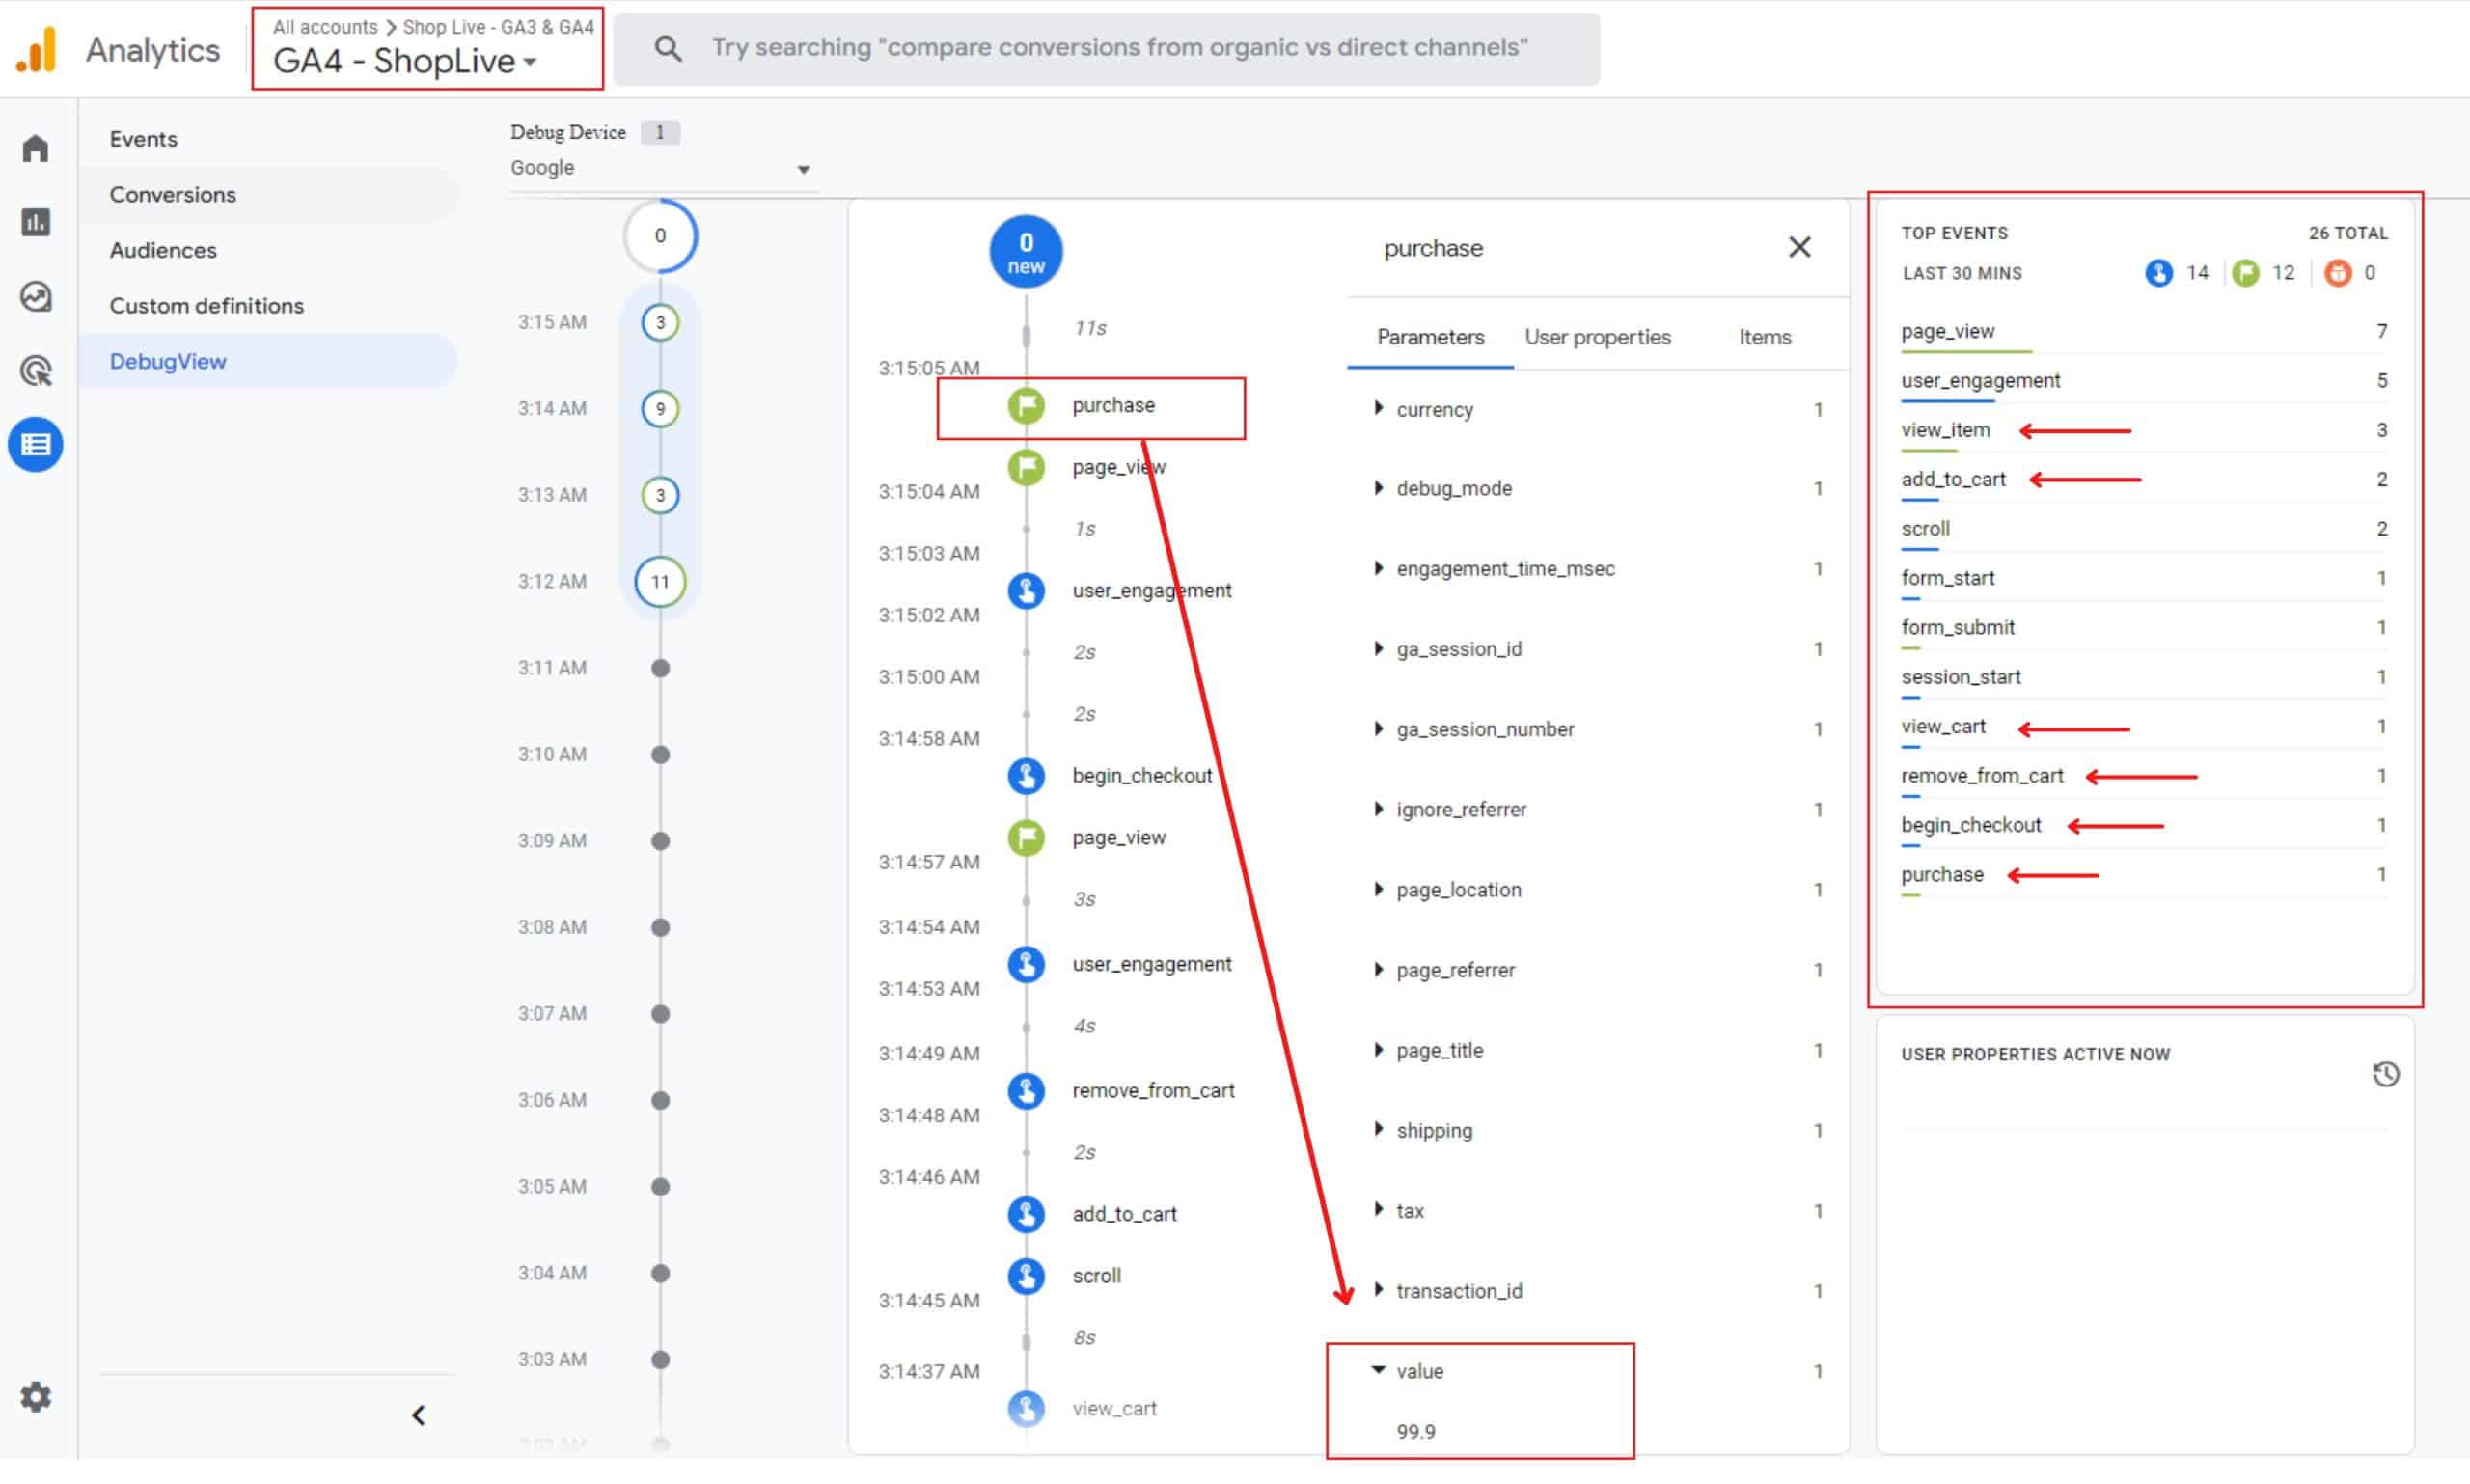 Analytics
All accounts > Shop Live - GA3 & GA4
GA4 - ShopLive
Try searching "compare conversions from organic vs direct channels"
Events
Conversions
Audiences
Custom definitions
DebugView
Debug Device 1
Google
0
3:15 AM 3
3:14 AM 9
3:13 AM 3
3:12 AM 11
3:11 AM
3:10 AM
3:09 AM
3:08 AM
3:07 AM
3:06 AM
3:05 AM
3:04 AM
3:03 AM
3:02 AM
0
new
11s
3:15:05 AM
purchase
page_view
3:15:04 AM
1s
3:15:03 AM
user_engagement
3:15:02 AM
2s
3:15:00 AM
2s
3:14:58 AM
begin_checkout
page_view
3:14:57 AM
3s
3:14:54 AM
user_engagement
3:14:53 AM
4s
3:14:49 AM
remove_from_cart
3:14:48 AM
2s
3:14:46 AM
add_to_cart
scroll
3:14:45 AM
8s
3:14:37 AM
view_cart
purchase
Parameters User properties Items
currency 1
debug_mode 1
engagement_time_msec 1
ga_session_id 1
ga_session_number 1
ignore_referrer 1
page_location 1
page_referrer 1
page_title 1
shipping 1
tax 1
transaction_id 1
value 1
99.9
TOP EVENTS 26 TOTAL
LAST 30 MINS 14 12 0
page_view 7
user_engagement 5
view_item 3
add_to_cart 2
scroll 2
form_start 1
form_submit 1
session_start 1
view_cart 1
remove_from_cart 1
begin_checkout 1
purchase 1
USER PROPERTIES ACTIVE NOW